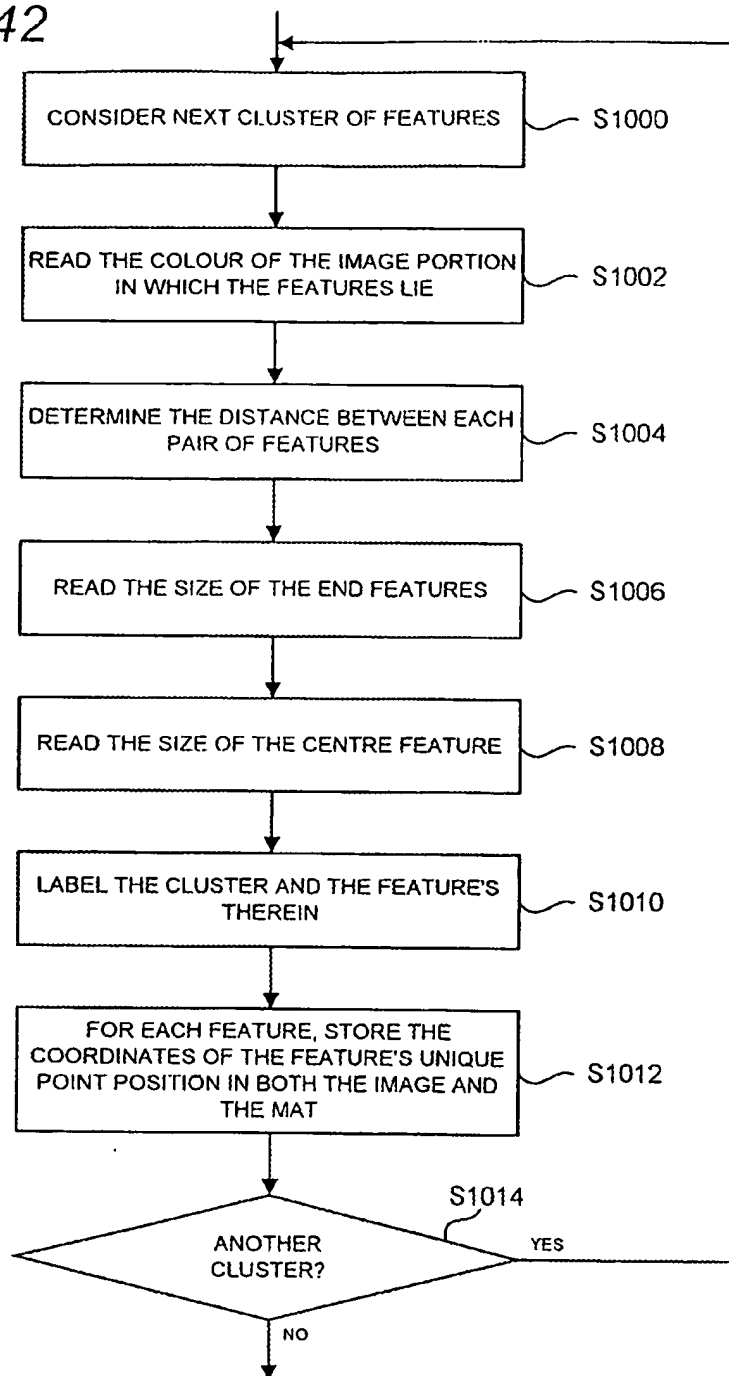 42
CONSIDER NEXT CLUSTER OF FEATURES
S1000
READ THE COLOUR OF THE IMAGE PORTION
IN WHICH THE FEATURES LIE
S1002
DETERMINE THE DISTANCE BETWEEN EACH
PAIR OF FEATURES
S1004
READ THE SIZE OF THE END FEATURES
S1006
READ THE SIZE OF THE CENTRE FEATURE
S1008
LABEL THE CLUSTER AND THE FEATURE'S
THEREIN
S1010
FOR EACH FEATURE, STORE THE
COORDINATES OF THE FEATURE'S UNIQUE
POINT POSITION IN BOTH THE IMAGE AND
THE MAT
S1012
S1014
ANOTHER
CLUSTER?
YES
NO